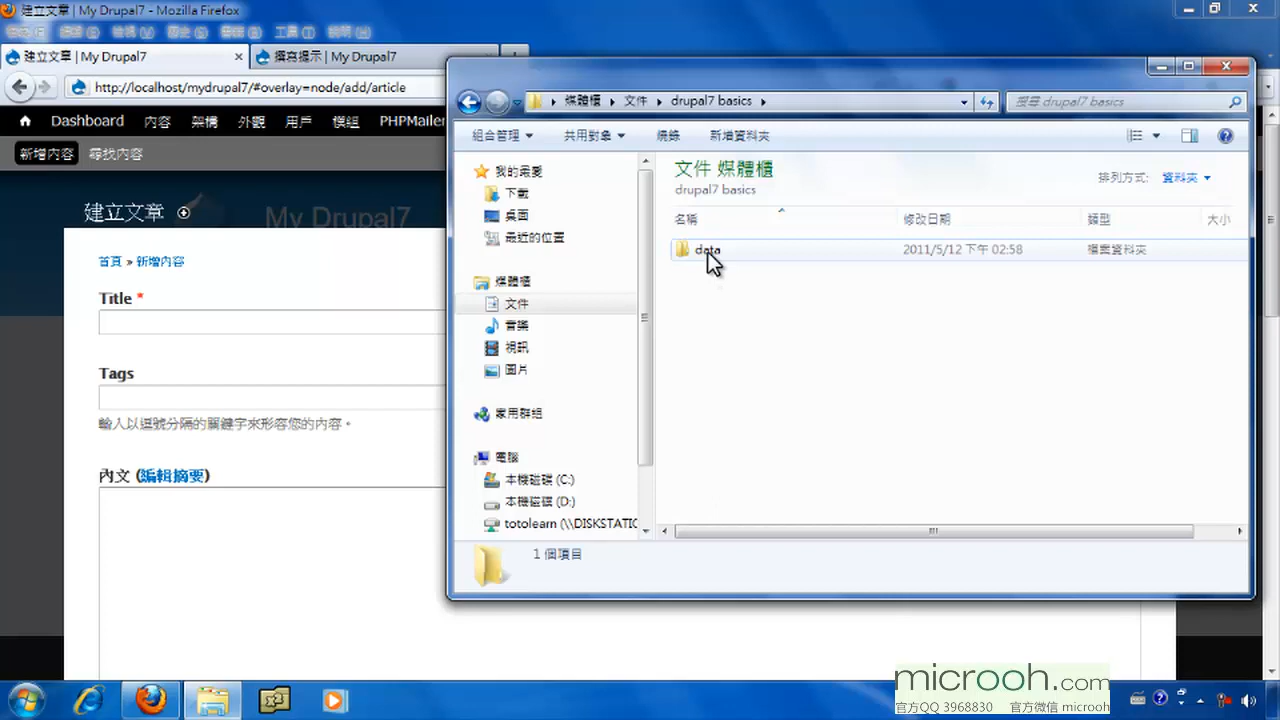 建立文章 | My Drupal7 - Mozilla Firefox
工具(T)
建立文章 | My Drupal7
撰寫提示 | My Drupal7
http://localhost/mydrupal7/#overlay=node/add/article
Dashboard 內容 架構 外觀 用戶 模組 PHPMailer
新增內容 尋找內容
建立文章
My Drupal7
首頁 » 新增內容
Title *
Tags
輸入以逗號分隔的關鍵字來形容您的內容。
內文 (編輯摘要)
媒體櫃 文件 drupal7 basics
搜尋 drupal7 basics
組合管理 共用對象 燒錄 新增資料夾
我的最愛
下載
桌面
最近的位置
媒體櫃
文件
音樂
視訊
圖片
家用群組
電腦
本機磁碟 (C:)
本機磁碟 (D:)
totolearn (\\DISKSTATIO
文件 媒體櫃
drupal7 basics
排列方式: 資料夾
名稱 修改日期 類型 大小
data 2011/5/12 下午 02:58 檔案資料夾
1 個項目
microoh.com
官方QQ 3968830 官方微信 microoh